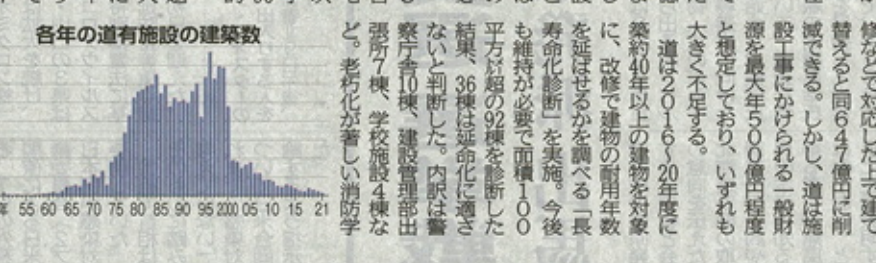 各年の道有施設の建築数
年 55 60 65 70 75 80 85 90 95 2000 05 10 15 21
修などで対応した上で建て
替えると同647億円に削
減できる。しかし、道は施
設工事にかけられる一般財
源を最大年500億円程度
と想定しており、いずれも
大きく不足する。
道は2016〜20年度に
築約40年以上の建物を対象
に、改修で建物の耐用年数
を延ばせるかを調べる「長
寿命化診断」を実施。今後
も維持が必要で面積100
平方㍍超の92棟を診断した
結果、36棟は延命化に適さ
ないと判断した。内訳は警
察庁舎10棟、建設管理部出
張所7棟、学校施設4棟な
ど。老朽化が著しい消防学